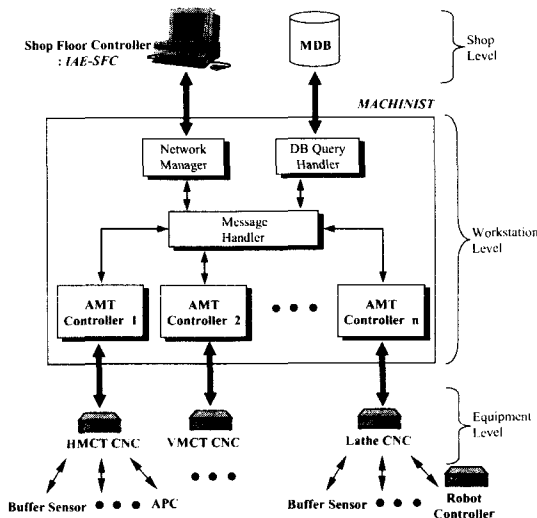 Shop Floor Controller
: IAE-SFC
MDB
Shop
Level
MACHINIST
Network
Manager
DB Query
Handler
Message
Handler
Workstation
Level
AMT
Controller 1
AMT
Controller 2
AMT
Controller n
HMCT CNC
VMCT CNC
Lathe CNC
Equipment
Level
Buffer Sensor
APC
Buffer Sensor
Robot
Controller